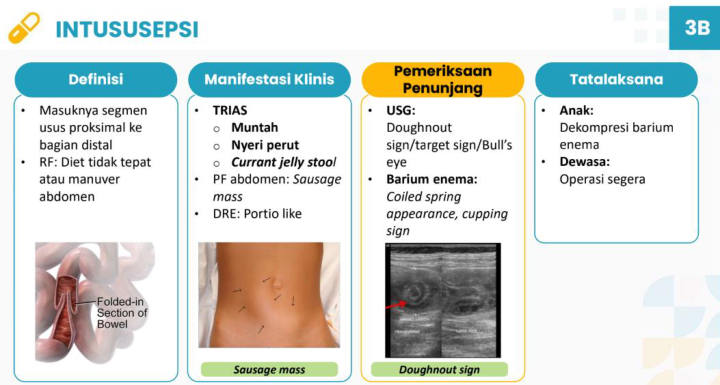 INTUSUSEPSI
3B
Definisi
• Masuknya segmen
usus proksimal ke
bagian distal
• RF: Diet tidak tepat
atau manuver
abdomen
Folded-in
Section of
Bowel
Manifestasi Klinis
• TRIAS
o Muntah
o Nyeri perut
o Currant jelly stool
• PF abdomen: Sausage
mass
• DRE: Portio like
Sausage mass
Pemeriksaan
Penunjang
• USG:
Doughnout
sign/target sign/Bull's
eye
• Barium enema:
Coiled spring
appearance, cupping
sign
Doughnout sign
Tatalaksana
• Anak:
Dekompresi barium
enema
• Dewasa:
Operasi segera